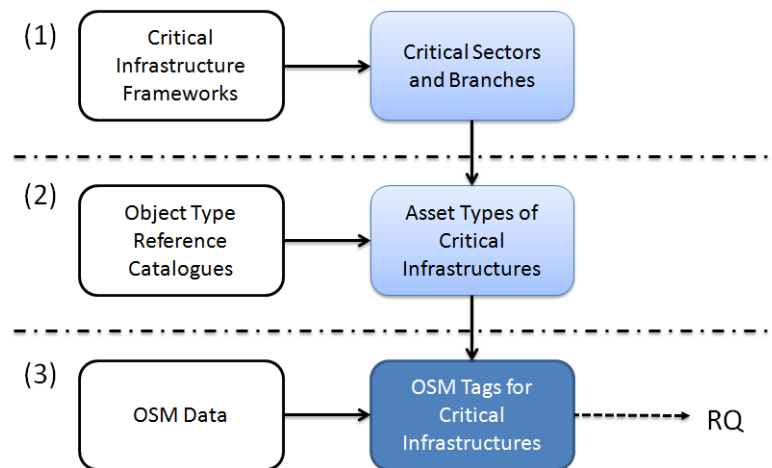 (1)
Critical
Infrastructure
Frameworks
Critical Sectors
and Branches
(2)
Object Type
Reference
Catalogues
Asset Types of
Critical
Infrastructures
(3)
OSM Data
OSM Tags for
Critical
Infrastructures
RQ